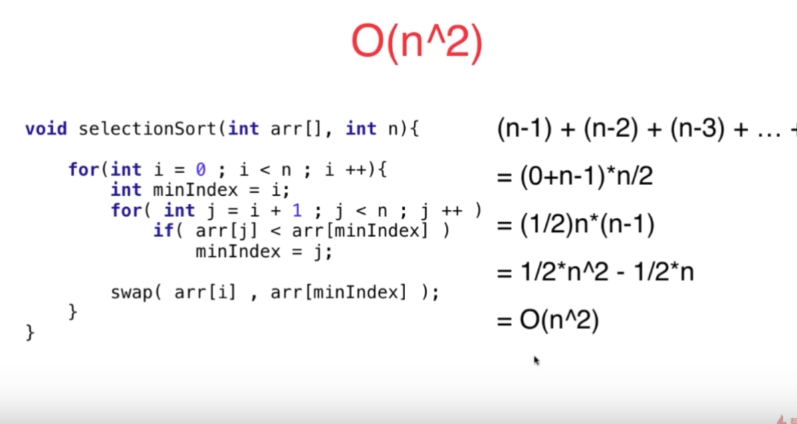 O(n^2)
void selectionSort(int arr[], int n){
for(int i = 0 ; i < n ; i ++){
int minIndex = i;
for( int j = i + 1 ; j < n ; j ++ )
if( arr[j] < arr[minIndex] )
minIndex = j;
swap( arr[i] , arr[minIndex] );
}
}
(n-1) + (n-2) + (n-3) + ...
= (0+n-1)*n/2
= (1/2)n*(n-1)
= 1/2*n^2 - 1/2*n
= O(n^2)